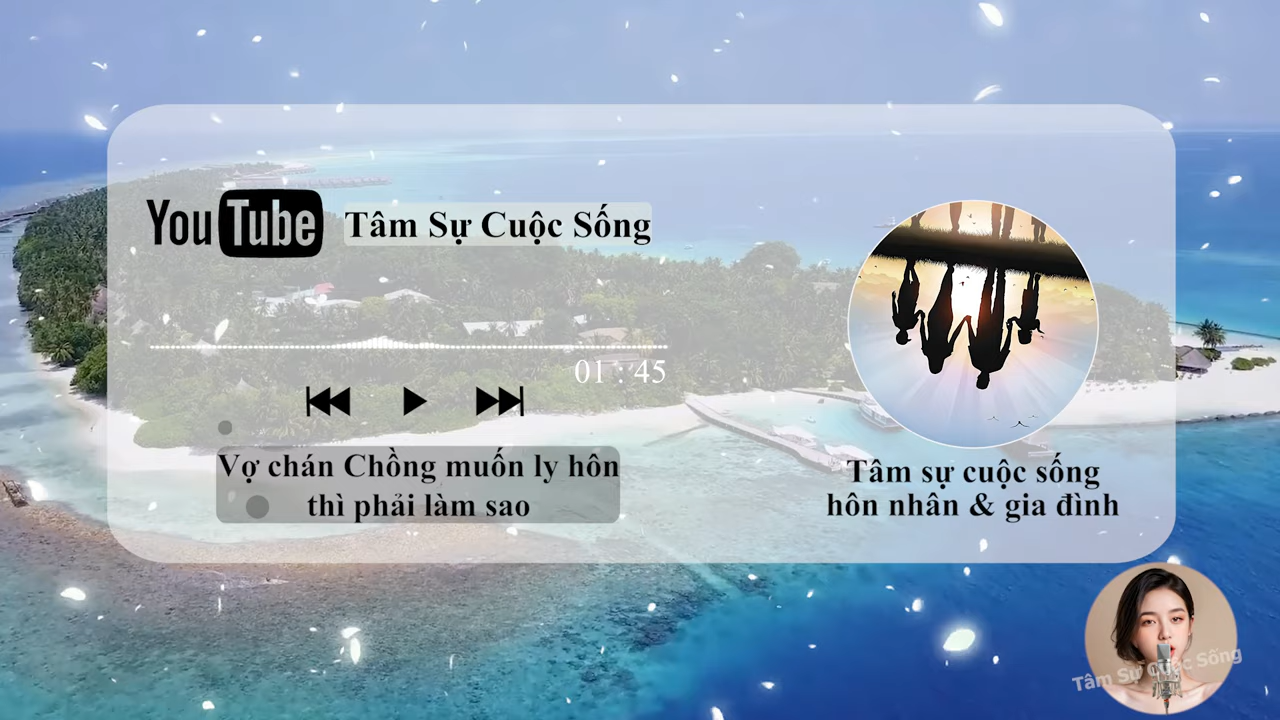 YouTube Tâm Sự Cuộc Sống
01 : 45
Vợ chán Chồng muốn ly hôn
thì phải làm sao
Tâm sự cuộc sống
hôn nhân & gia đình
Tâm Sự Cuộc Sống